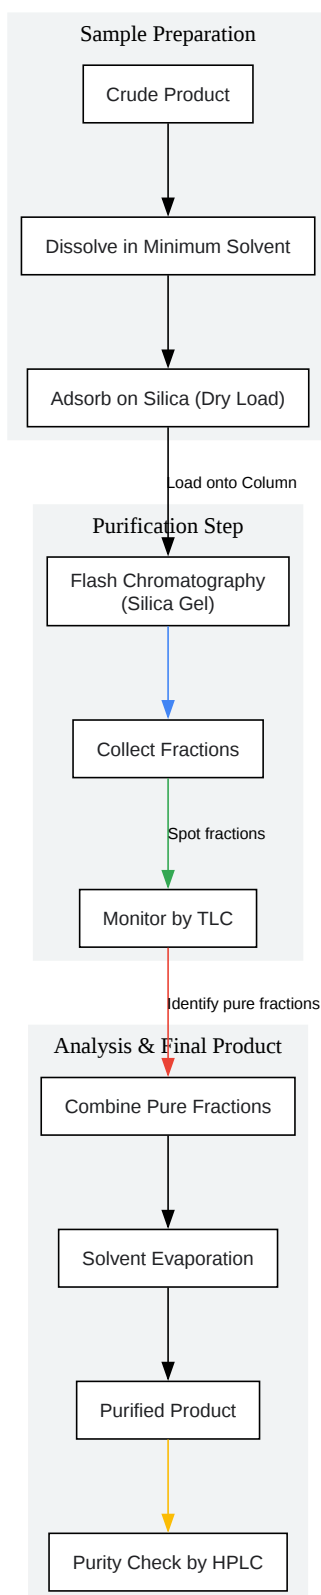 Sample Preparation
Crude Product
Dissolve in Minimum Solvent
Adsorb on Silica (Dry Load)
Load onto Column
Purification Step
Flash Chromatography
(Silica Gel)
Collect Fractions
Spot fractions
Monitor by TLC
Identify pure fractions
Analysis & Final Product
Combine Pure Fractions
Solvent Evaporation
Purified Product
Purity Check by HPLC